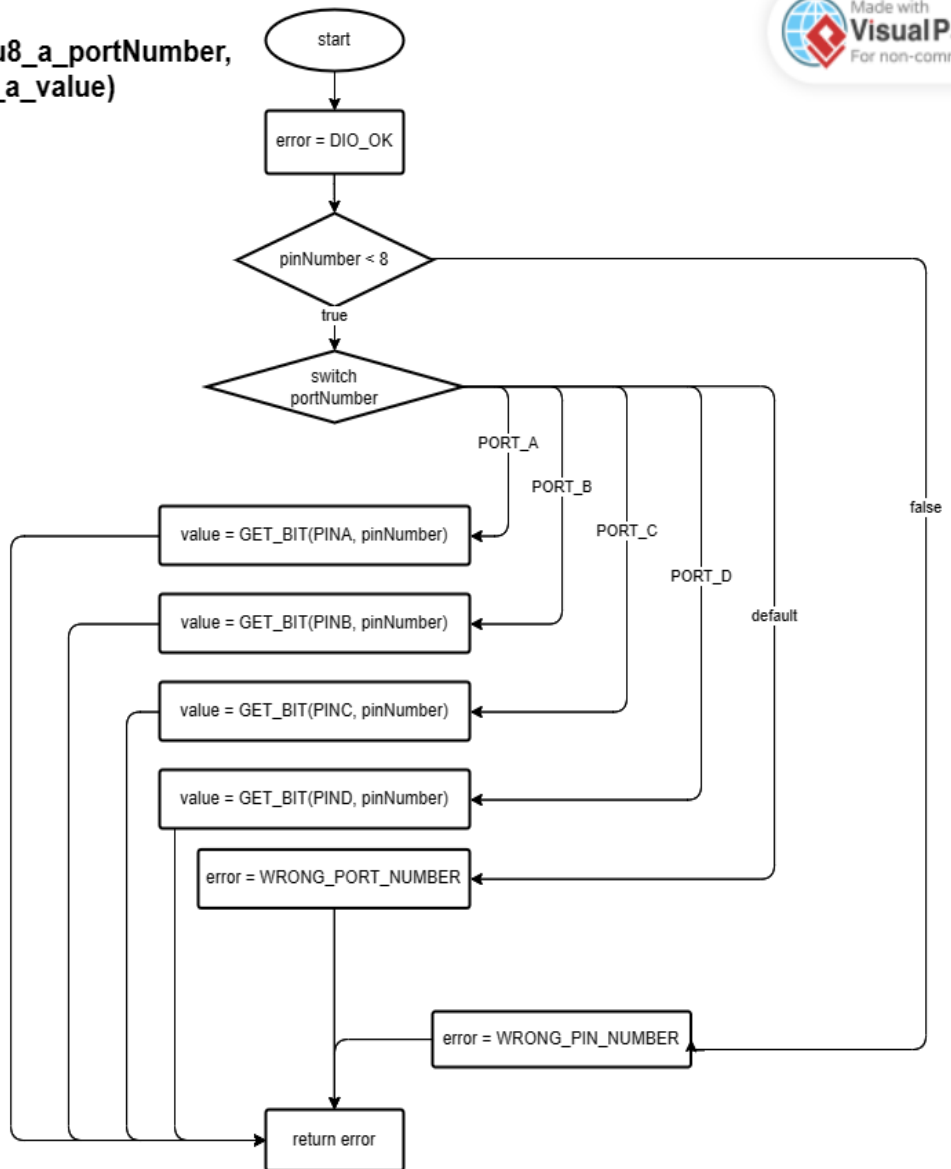 u8_a_portNumber,
_a_value)
Made with
Visual P
For non-com
start
error = DIO_OK
pinNumber < 8
true
switch
portNumber
PORT_A
PORT_B
PORT_C
PORT_D
default
false
value = GET_BIT(PINA, pinNumber)
value = GET_BIT(PINB, pinNumber)
value = GET_BIT(PINC, pinNumber)
value = GET_BIT(PIND, pinNumber)
error = WRONG_PORT_NUMBER
error = WRONG_PIN_NUMBER
return error